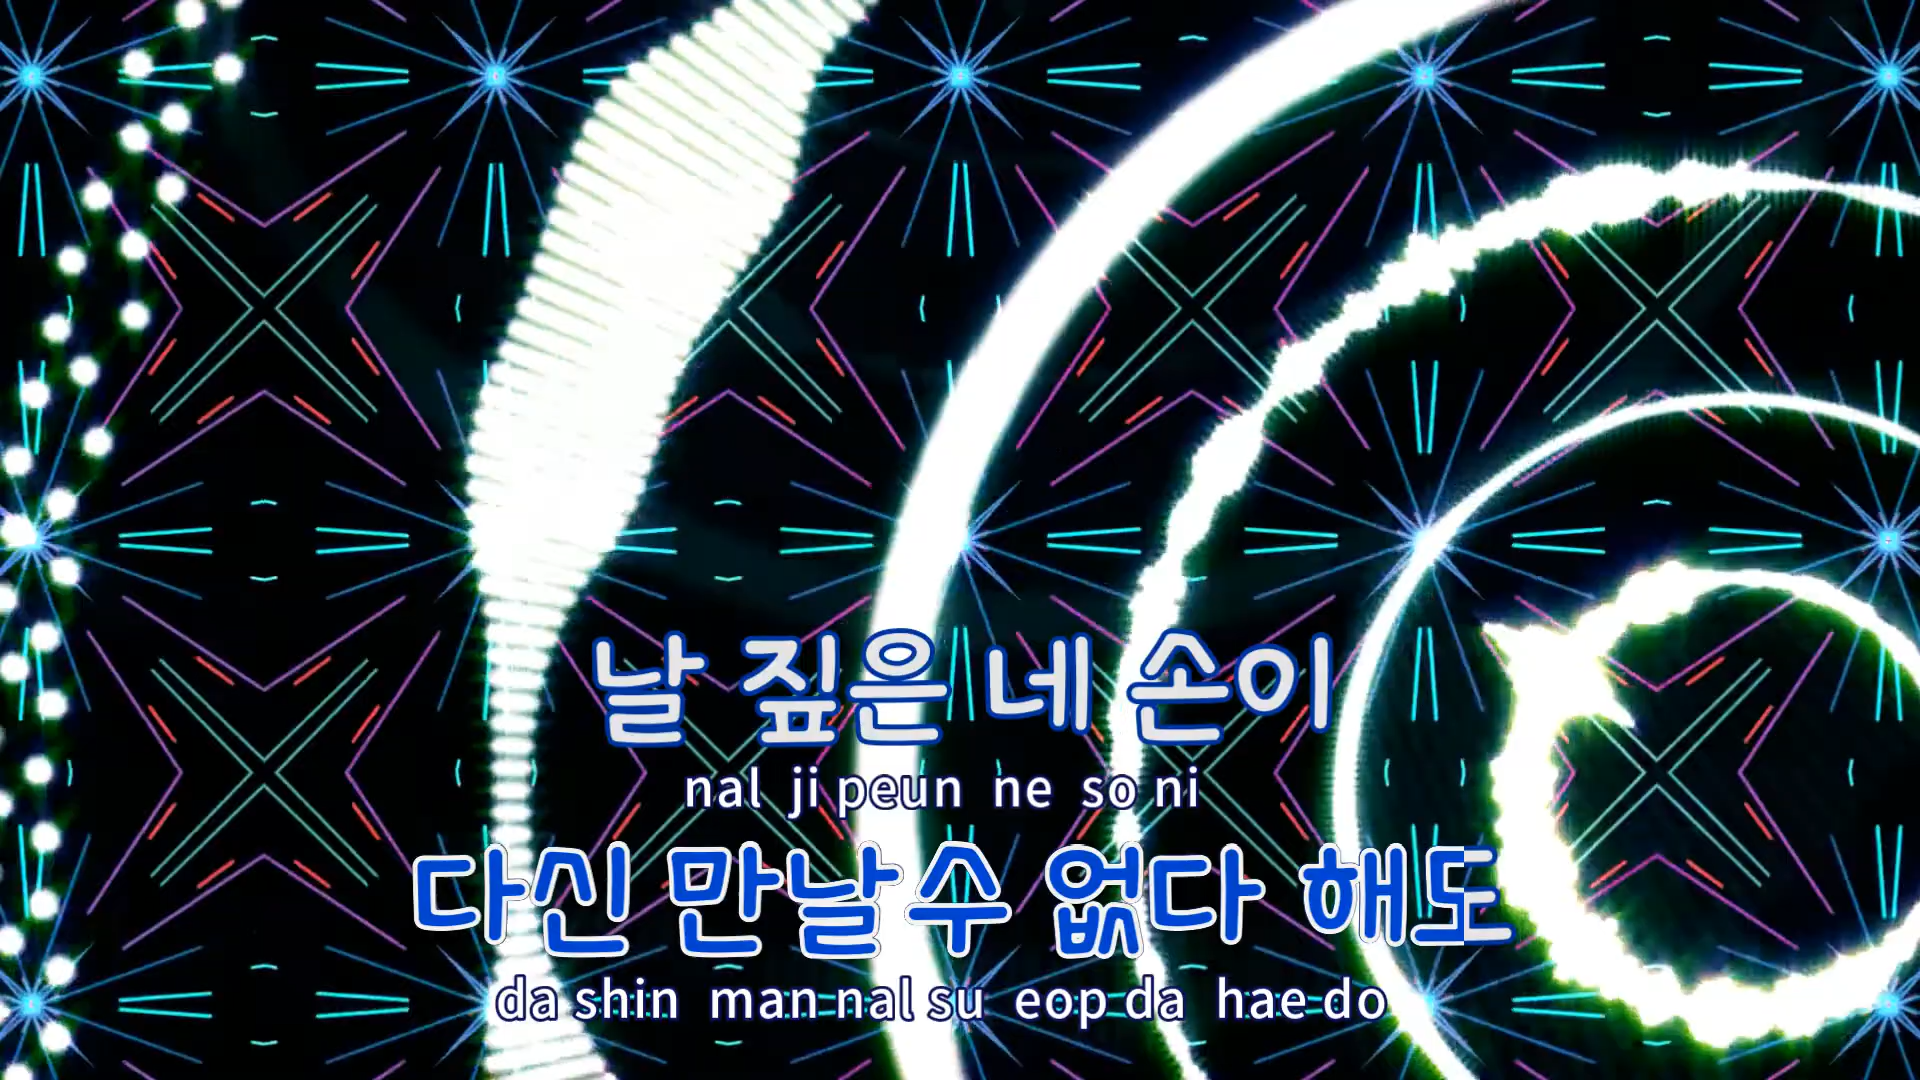 날 짚은 네 손이
nal ji peun ne so ni
다신 만날 수 없다 해도
da shin man nal su eop da hae do